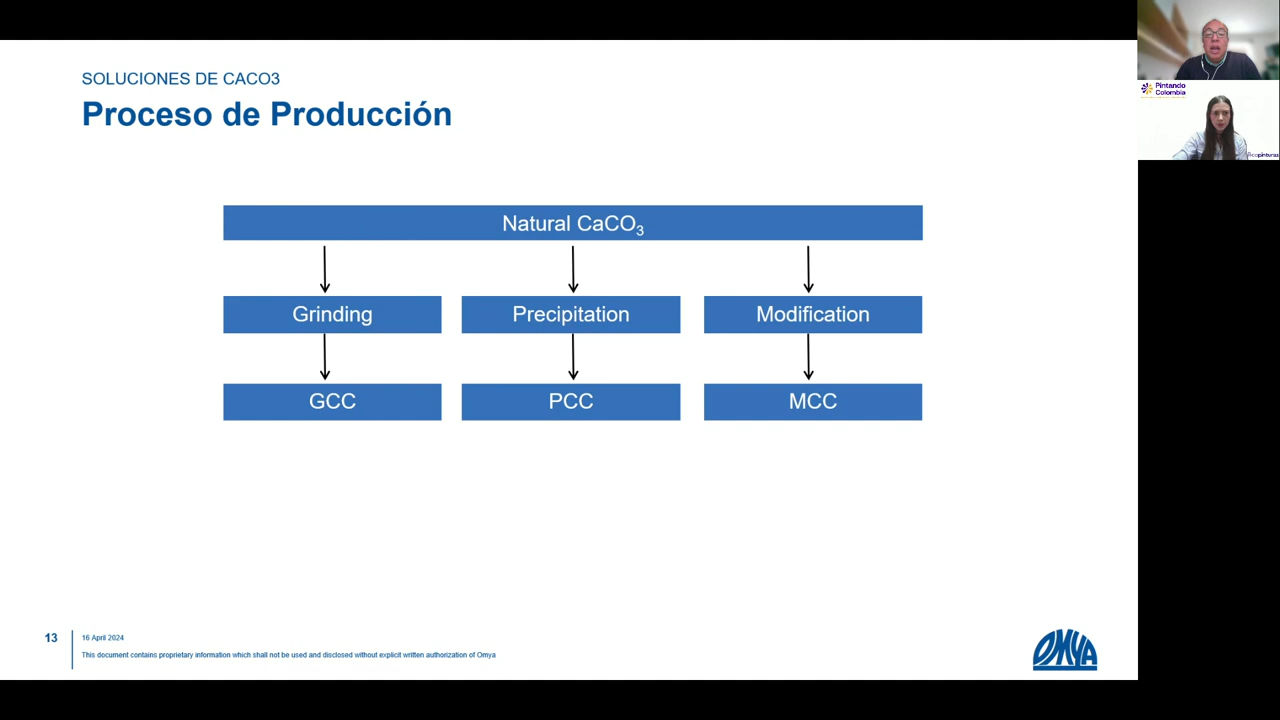 SOLUCIONES DE CACO3
Proceso de Producción
Natural CaCO₃
Grinding
Precipitation
Modification
GCC
PCC
MCC
13
16 April 2024
This document contains proprietary information which shall not be used and disclosed without explicit written authorization of Omya
OMYA
Pintando
Colombia